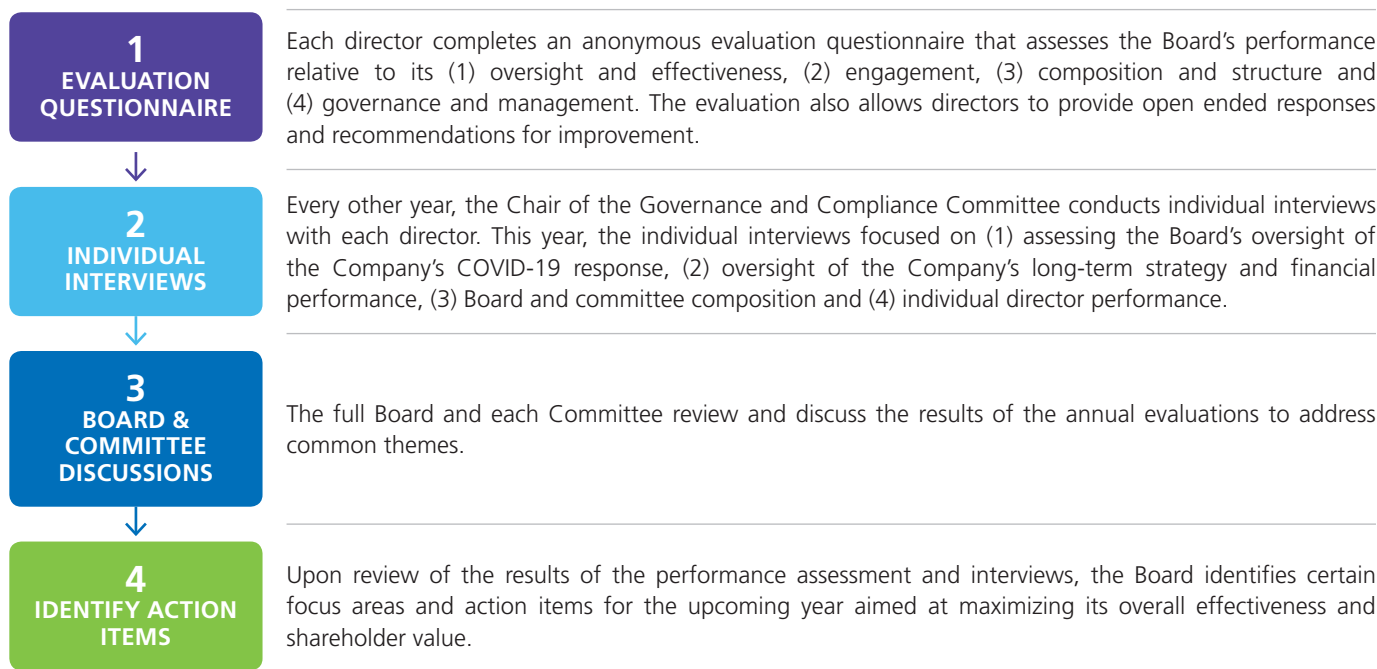 1
EVALUATION
QUESTIONNAIRE
Each director completes an anonymous evaluation questionnaire that assesses the Board’s performance
relative to its (1) oversight and effectiveness, (2) engagement, (3) composition and structure and
(4) governance and management. The evaluation also allows directors to provide open ended responses
and recommendations for improvement.
2
INDIVIDUAL
INTERVIEWS
Every other year, the Chair of the Governance and Compliance Committee conducts individual interviews
with each director. This year, the individual interviews focused on (1) assessing the Board’s oversight of
the Company’s COVID-19 response, (2) oversight of the Company’s long-term strategy and financial
performance, (3) Board and committee composition and (4) individual director performance.
3
BOARD &
COMMITTEE
DISCUSSIONS
The full Board and each Committee review and discuss the results of the annual evaluations to address
common themes.
4
IDENTIFY ACTION
ITEMS
Upon review of the results of the performance assessment and interviews, the Board identifies certain
focus areas and action items for the upcoming year aimed at maximizing its overall effectiveness and
shareholder value.